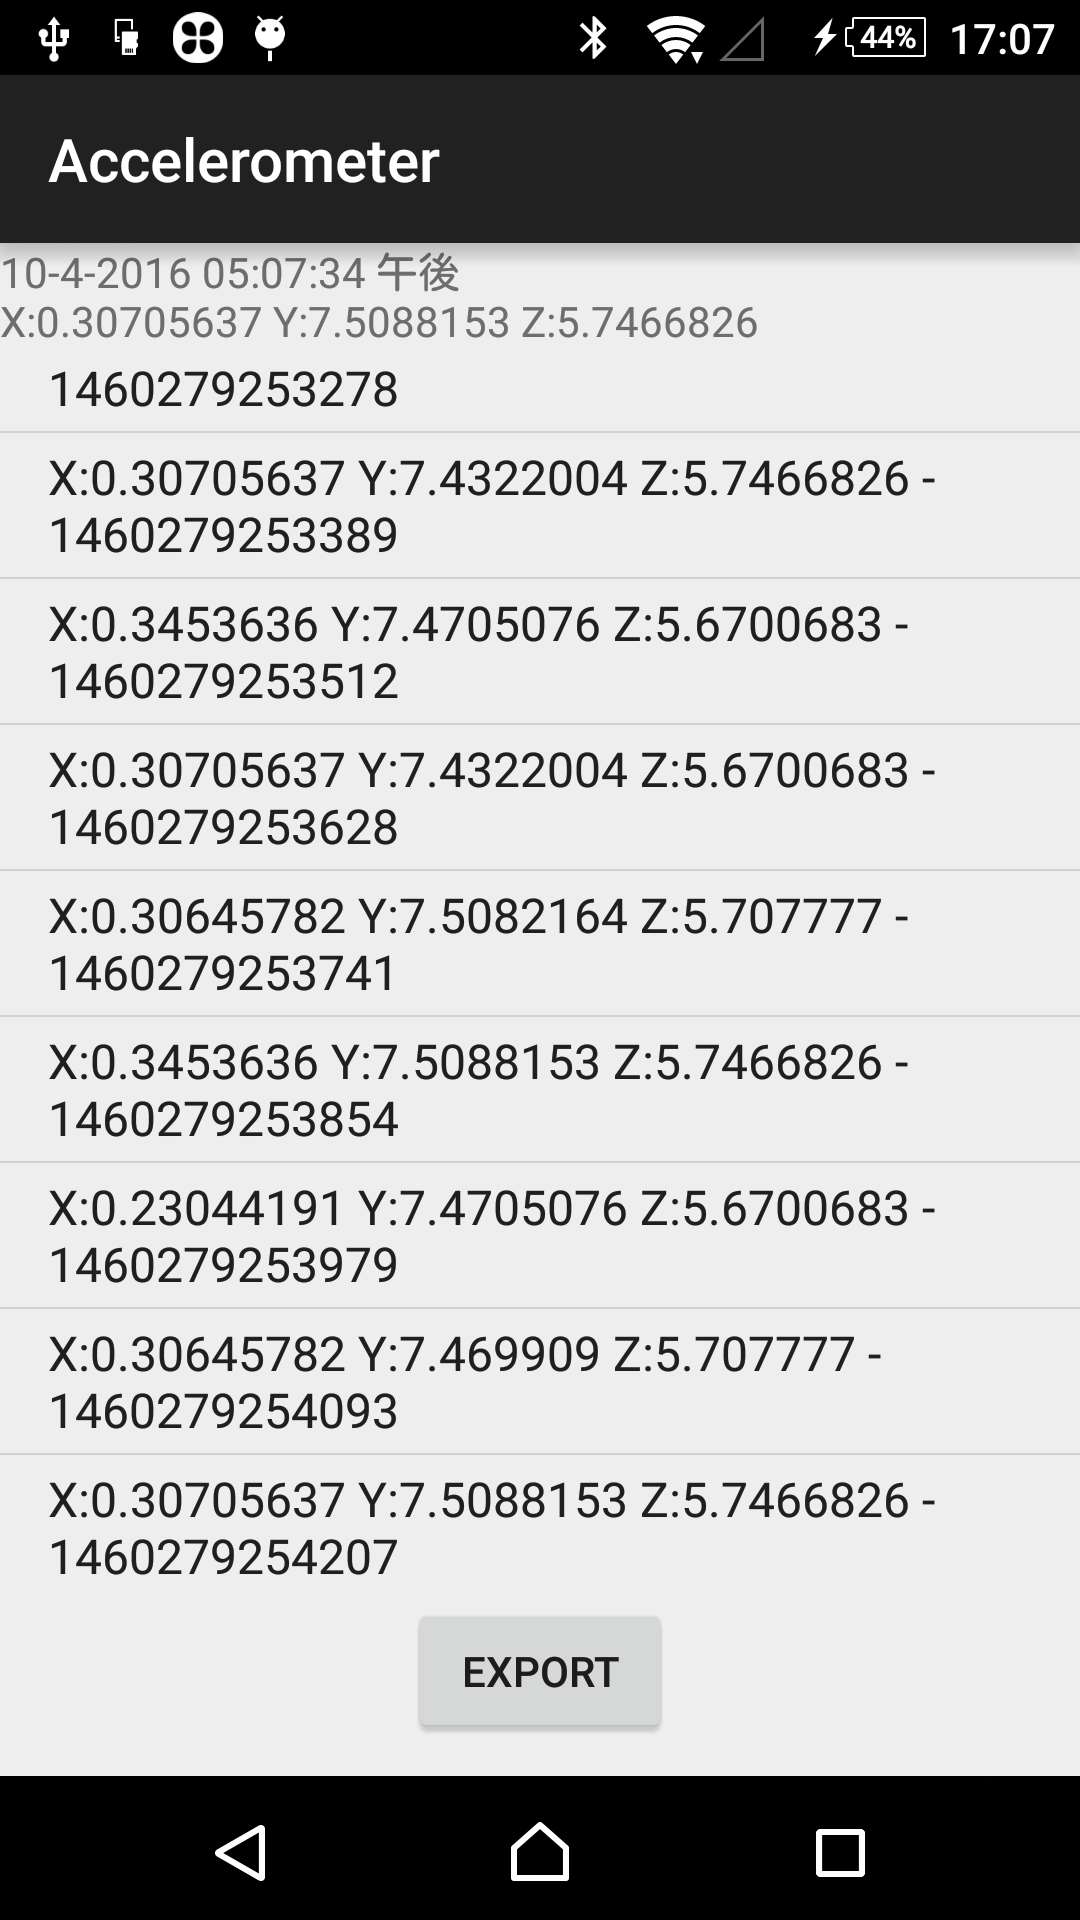 44% 17:07
Accelerometer
10-4-2016 05:07:34 午後
X:0.30705637 Y:7.5088153 Z:5.7466826
1460279253278
X:0.30705637 Y:7.4322004 Z:5.7466826 -
1460279253389
X:0.3453636 Y:7.4705076 Z:5.6700683 -
1460279253512
X:0.30705637 Y:7.4322004 Z:5.6700683 -
1460279253628
X:0.30645782 Y:7.5082164 Z:5.707777 -
1460279253741
X:0.3453636 Y:7.5088153 Z:5.7466826 -
1460279253854
X:0.23044191 Y:7.4705076 Z:5.6700683 -
1460279253979
X:0.30645782 Y:7.469909 Z:5.707777 -
1460279254093
X:0.30705637 Y:7.5088153 Z:5.7466826 -
1460279254207
EXPORT